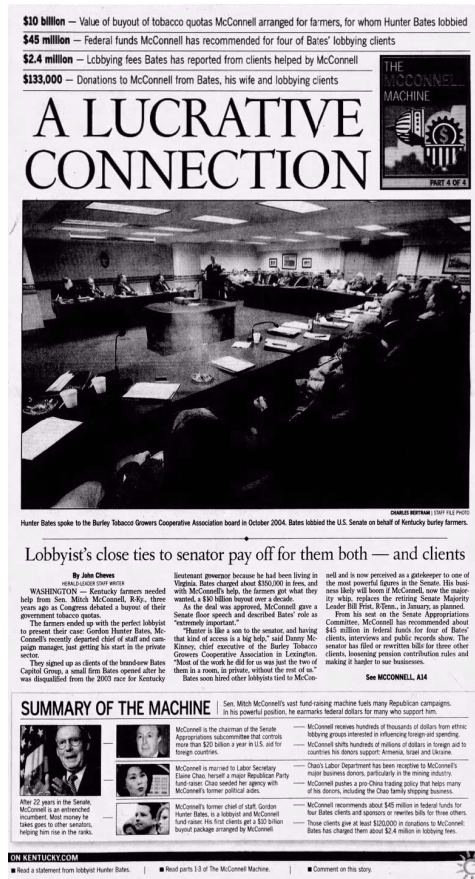 $10 billion — Value of buyout of tobacco quotas McConnell arranged for farmers, for whom Hunter Bates lobbied
$45 million — Federal funds McConnell has recommended for four of Bates' lobbying clients
$2.4 million — Lobbying fees Bates has reported from clients helped by McConnell
$133,000 — Donations to McConnell from Bates, his wife and lobbying clients
THE
MCCONNELL
MACHINE
PART 4 OF 4
A LUCRATIVE
CONNECTION
CHARLES BERTRAM | STAFF FILE PHOTO
Hunter Bates spoke to the Burley Tobacco Growers Cooperative Association board in October 2004. Bates lobbied the U.S. Senate on behalf of Kentucky burley farmers.
Lobbyist's close ties to senator pay off for them both — and clients
By John Cheves
HERALD-LEADER STAFF WRITER
WASHINGTON — Kentucky farmers needed
help from Sen. Mitch McConnell, R-Ky., three
years ago as Congress debated a buyout of their
government tobacco quotas.
The farmers ended up with the perfect lobbyist
to present their case: Gordon Hunter Bates, Mc-
Connell's recently departed chief of staff and cam-
paign manager, just getting his start in the private
sector.
They signed up as clients of the brand-new Bates
Capitol Group, a small firm Bates opened after he
was disqualified from the 2003 race for Kentucky
lieutenant governor because he had been living in
Virginia. Bates charged about $350,000 in fees, and
with McConnell's help, the farmers got what they
wanted, a $10 billion buyout over a decade.
As the deal was approved, McConnell gave a
Senate floor speech and described Bates' role as
"extremely important."
"Hunter is like a son to the senator, and having
that kind of access is a big help," said Danny Mc-
Kinney, chief executive of the Burley Tobacco
Growers Cooperative Association in Lexington.
"Most of the work he did for us was just the two of
them in a room, in private, without the rest of us."
Bates soon hired other lobbyists tied to McCon-
nell and is now perceived as a gatekeeper to one of
the most powerful figures in the Senate. His busi-
ness likely will boom if McConnell, now the major-
ity whip, replaces the retiring Senate Majority
Leader Bill Frist, R-Tenn., in January, as planned.
From his seat on the Senate Appropriations
Committee, McConnell has recommended about
$45 million in federal funds for four of Bates'
clients, interviews and public records show. The
senator has filed or rewritten bills for three other
clients, loosening pension contribution rules and
making it harder to sue businesses.
See MCCONNELL, A14
SUMMARY OF THE MACHINE
Sen. Mitch McConnell's vast fund-raising machine fuels many Republican campaigns.
In his powerful position, he earmarks federal dollars for many who support him.
After 22 years in the Senate,
McConnell is an entrenched
incumbent. Most money he
takes goes to other senators,
helping him rise in the ranks.
McConnell is the chairman of the Senate
Appropriations subcommittee that controls
more than $20 billion a year in U.S. aid for
foreign countries.
McConnell receives hundreds of thousands of dollars from ethnic
lobbying groups interested in influencing foreign-aid spending.
McConnell shifts hundreds of millions of dollars in foreign aid to
countries his donors support: Armenia, Israel and Ukraine.
McConnell is married to Labor Secretary
Elaine Chao, herself a major Republican Party
fund-raiser. Chao seeded her agency with
McConnell's former political aides.
Chao's Labor Department has been receptive to McConnell's
major business donors, particularly in the mining industry.
McConnell pushes a pro-China trading policy that helps many
of his donors, including the Chao family shipping business.
McConnell's former chief of staff, Gordon
Hunter Bates, is a lobbyist and McConnell
fund-raiser. His first clients get a $10 billion
buyout package arranged by McConnell.
McConnell recommends about $45 million in federal funds for
four Bates clients and sponsors or rewrites bills for three others.
Those clients give at least $120,000 in donations to McConnell;
Bates has charged them about $2.4 million in lobbying fees.
ON KENTUCKY.COM
■ Read a statement from lobbyist Hunter Bates. | ■ Read parts 1-3 of The McConnell Machine. | ■ Comment on this story.